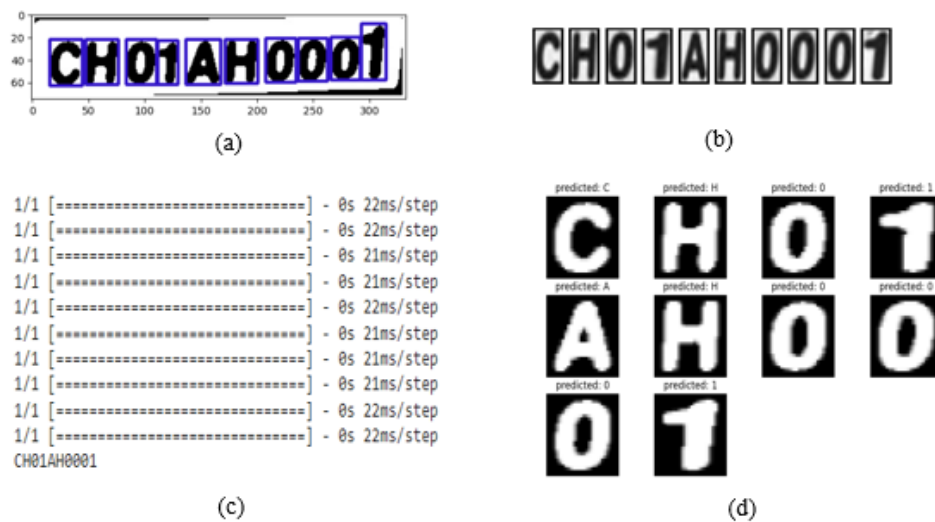 0
20
40
60
CH01AH0001
0 50 100 150 200 250 300
(a)
CH01AH0001
(b)
1/1 [==============================] - 0s 22ms/step
1/1 [==============================] - 0s 22ms/step
1/1 [==============================] - 0s 21ms/step
1/1 [==============================] - 0s 21ms/step
1/1 [==============================] - 0s 22ms/step
1/1 [==============================] - 0s 21ms/step
1/1 [==============================] - 0s 21ms/step
1/1 [==============================] - 0s 21ms/step
1/1 [==============================] - 0s 22ms/step
1/1 [==============================] - 0s 22ms/step
CH01AH0001
(c)
predicted: C predicted: H predicted: 0 predicted: 1
C H 0 1
predicted: A predicted: H predicted: 0 predicted: 0
A H 0 0
predicted: 0 predicted: 1
0 1
(d)